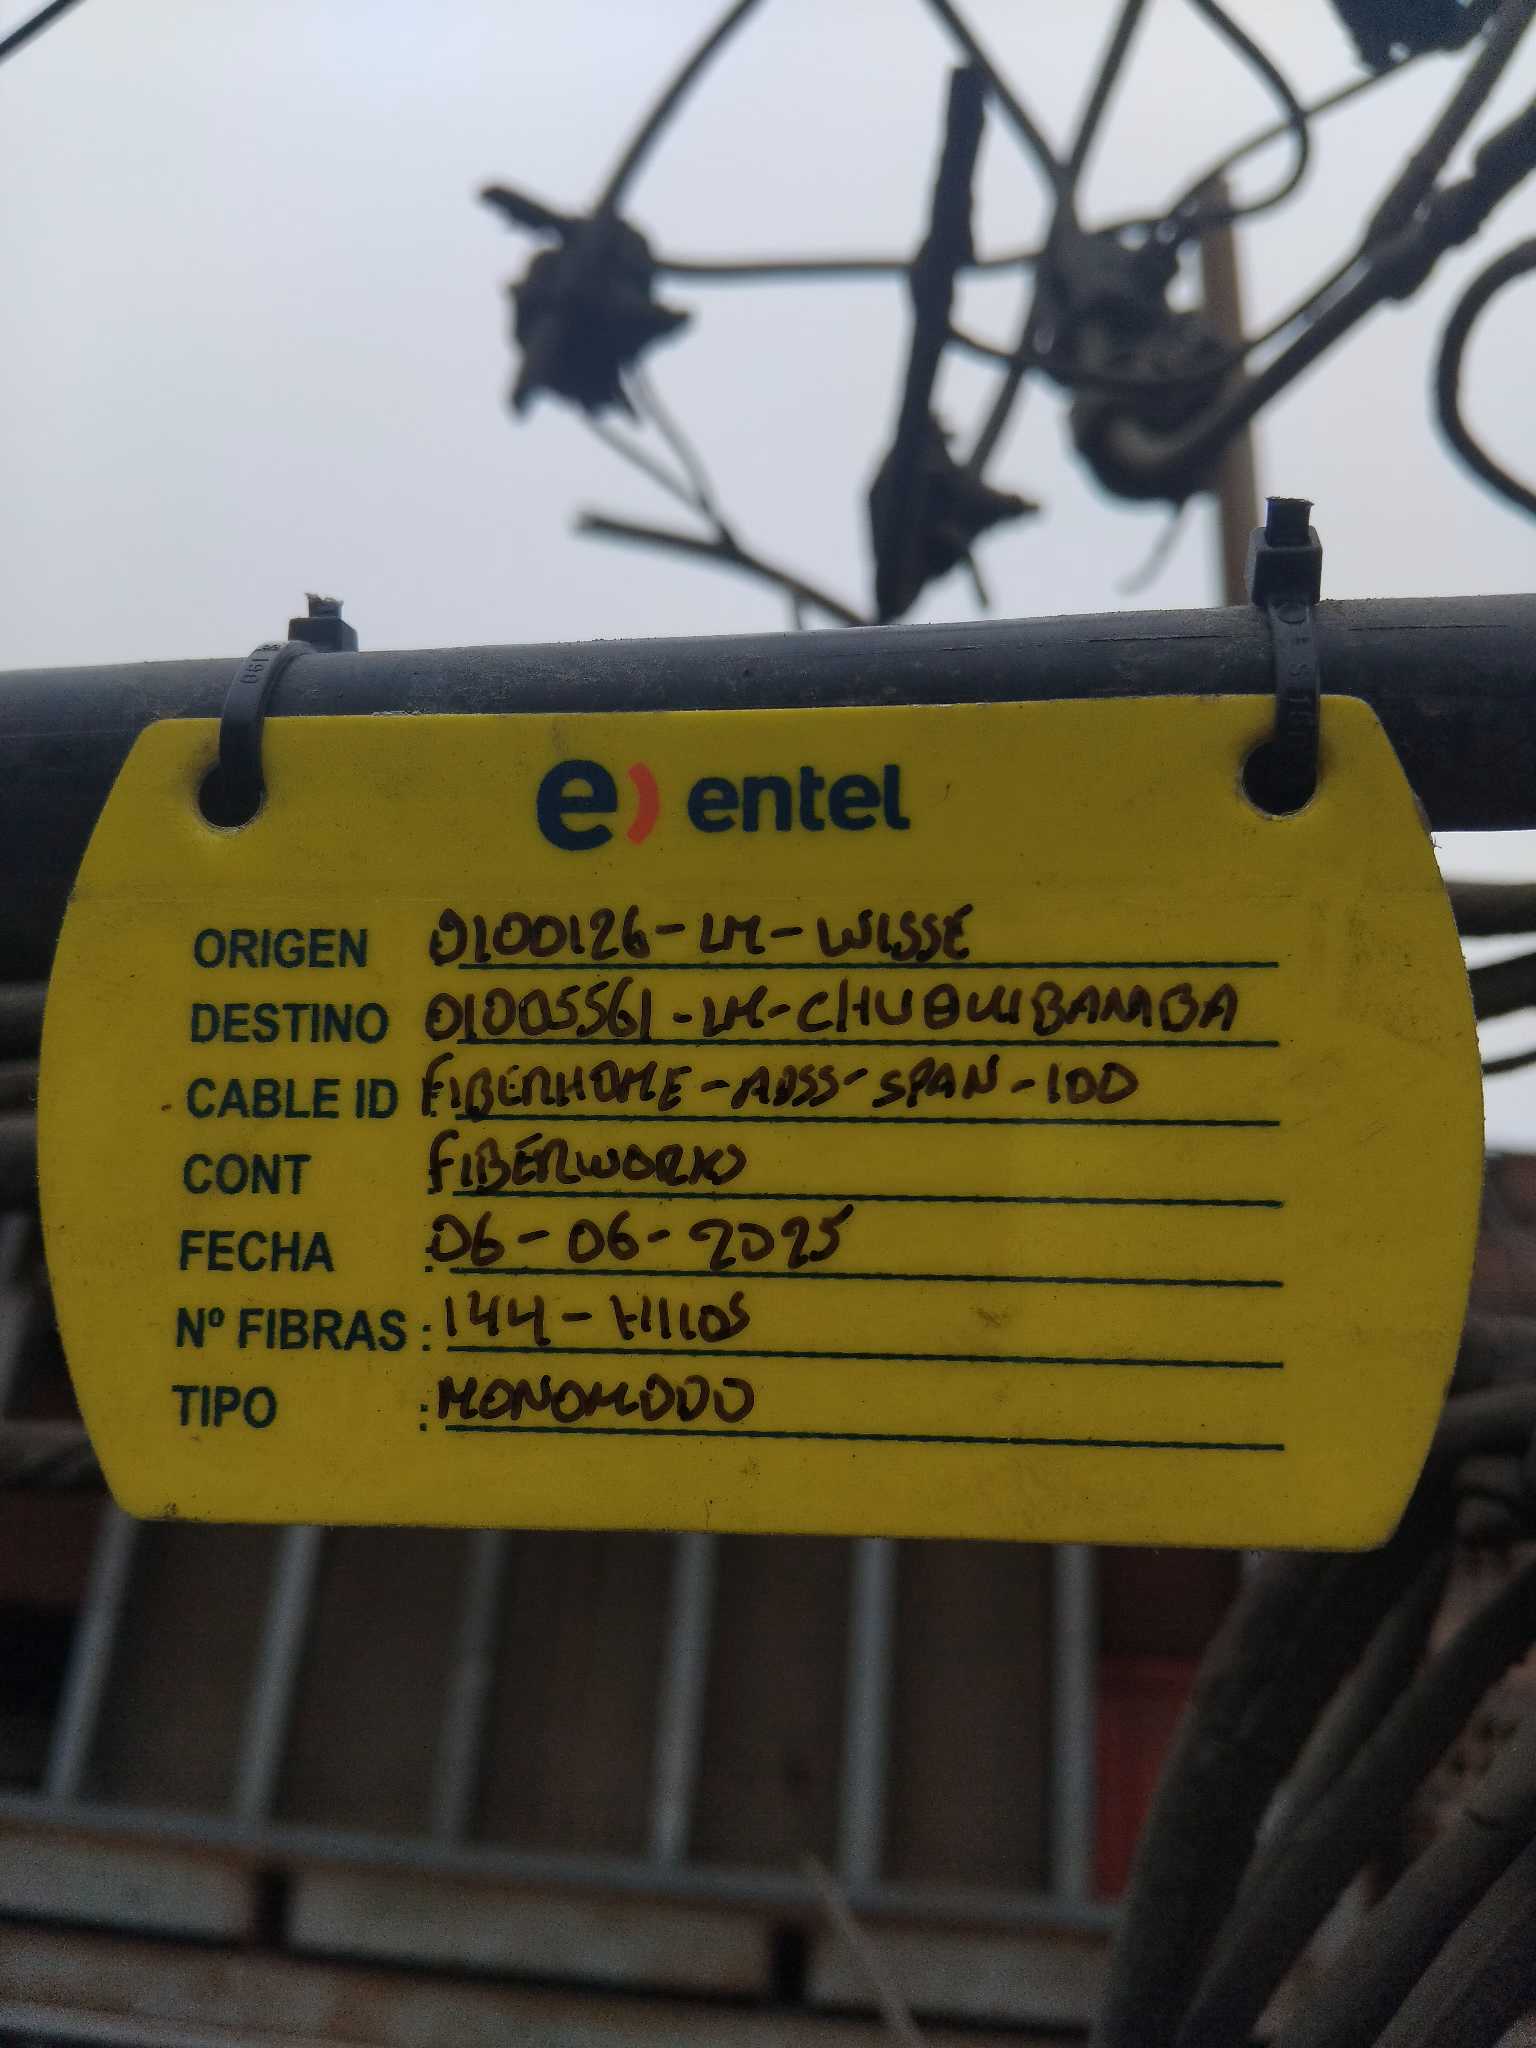 e) entel
ORIGEN 0100126-LM-WISSE
DESTINO 01005561-LM-CHUQUIBAMBA
CABLE ID FIBERHOME-ADSS-SPAN-100
CONT : FIBERWORK
FECHA : 06-06-2025
Nº FIBRAS : 144-HILOS
TIPO : MONOMODO